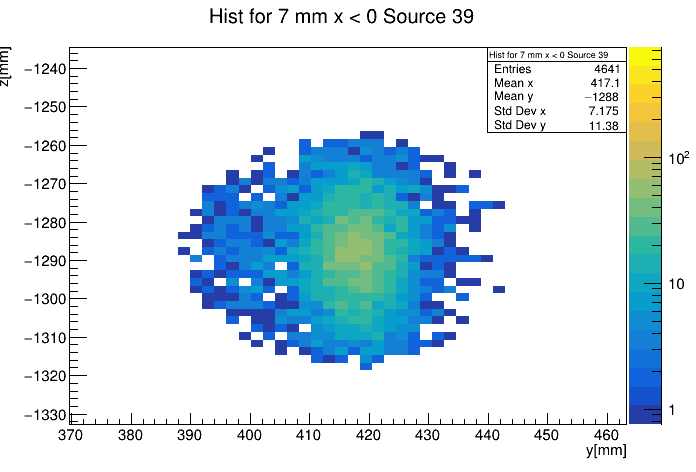 Hist for 7 mm x < 0 Source 39
z[mm]
Hist for 7 mm x < 0 Source 39
Entries 4641
Mean x 417.1
Mean y −1288
Std Dev x 7.175
Std Dev y 11.38
−1240
−1250
−1260
−1270
−1280
−1290
−1300
−1310
−1320
−1330
370 380 390 400 410 420 430 440 450 460
y[mm]
10²
10
1